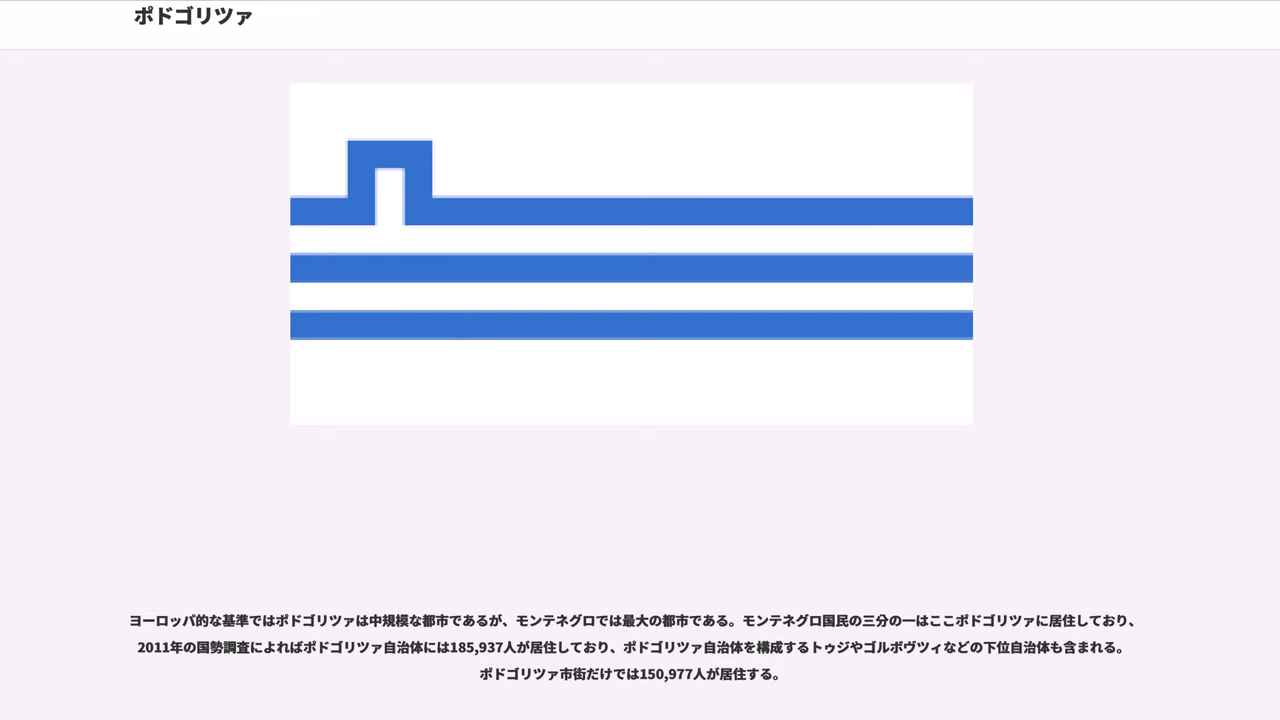 ポドゴリツァ
ヨーロッパ的な基準ではポドゴリツァは中規模な都市であるが、モンテネグロでは最大の都市である。モンテネグロ国民の三分の一はここポドゴリツァに居住しており、
2011年の国勢調査によればポドゴリツァ自治体には185,937人が居住しており、ポドゴリツァ自治体を構成するトゥジやゴルボヴツィなどの下位自治体も含まれる。
ポドゴリツァ市街だけでは150,977人が居住する。